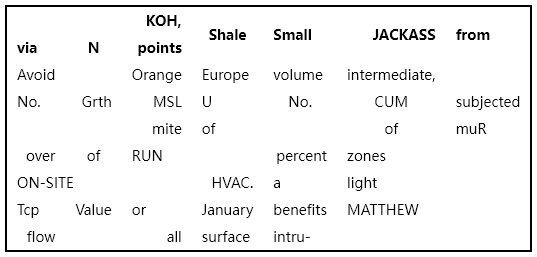 via N KOH, points Shale Small JACKASS from
Avoid Orange Europe volume intermediate,
No. Grth MSL U No. CUM subjected
mite of of muR
over of RUN percent zones
ON-SITE HVAC. a light
Tcp Value or January benefits MATTHEW
flow all surface intru-